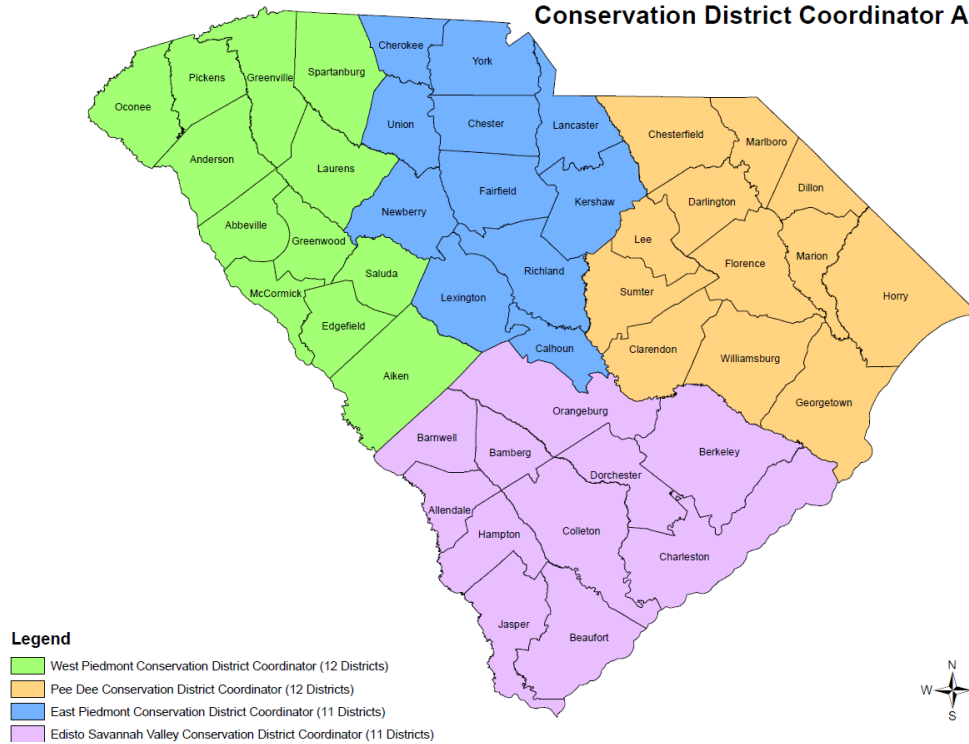 Conservation District Coordinator A
Cherokee
York
Spartanburg
Greenville
Pickens
Oconee
Union
Chester
Lancaster
Chesterfield
Marlboro
Anderson
Laurens
Dillon
Fairfield
Kershaw
Darlington
Newberry
Abbeville
Greenwood
Lee
Marion
Florence
Saluda
Richland
McCormick
Lexington
Sumter
Horry
Edgefield
Calhoun
Clarendon
Williamsburg
Aiken
Georgetown
Orangeburg
Barnwell
Bamberg
Berkeley
Dorchester
Allendale
Hampton
Colleton
Charleston
Jasper
Beaufort
Legend
West Piedmont Conservation District Coordinator (12 Districts)
Pee Dee Conservation District Coordinator (12 Districts)
East Piedmont Conservation District Coordinator (11 Districts)
Edisto Savannah Valley Conservation District Coordinator (11 Districts)
N
W
S